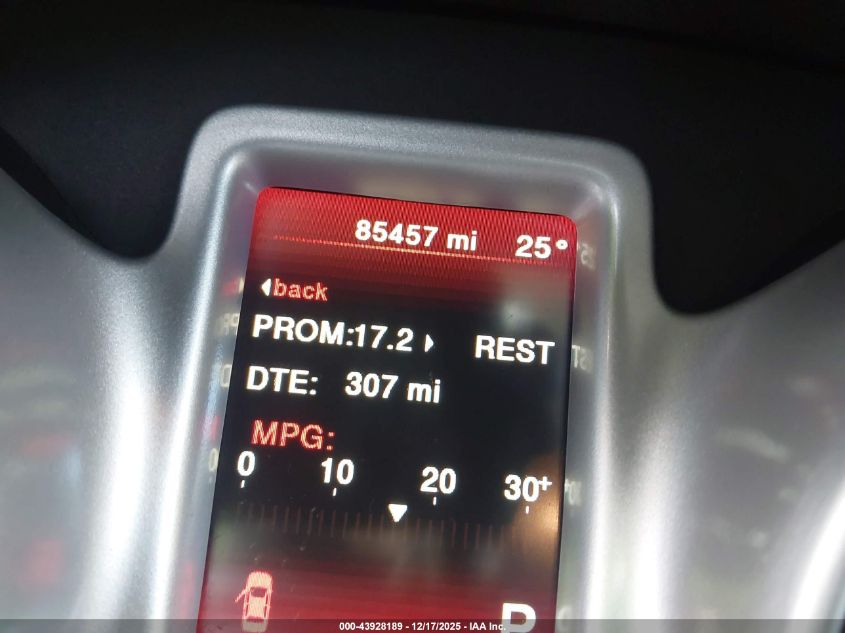 85457 mi 25°
back
PROM:17.2 REST
DTE: 307 mi
MPG:
0 10 20 30+
P
000-43928189 - 12/17/2025 - IAA Inc.